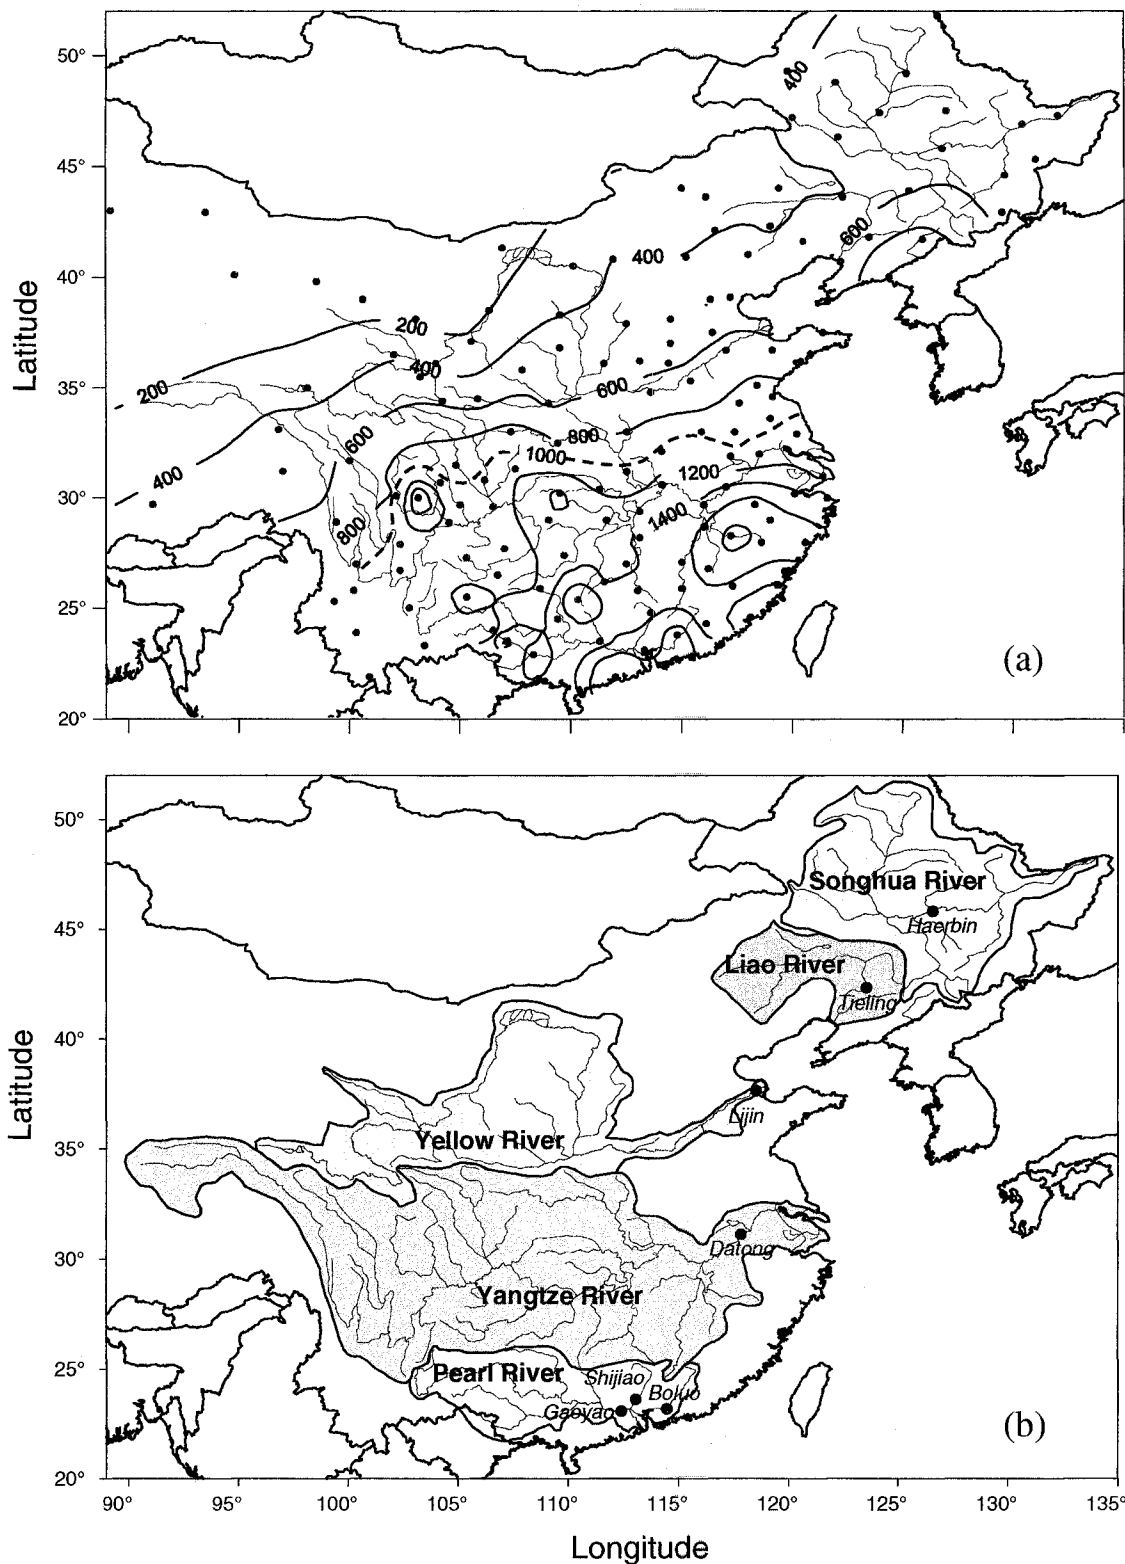 50°
400
45°
600
Latitude
40°
400
200
400
35°
200
600
600
800
400
1000
1200
30°
800
1400
25°
(a)
20°
50°
Songhua River
Haerbin
45°
Liao River
Tieling
Latitude
40°
Lijin
35°
Yellow River
30°
Datong
Yangtze River
25°
Pearl River
Shijiao
Boluo
Gaoyao
(b)
20°
90° 95° 100° 105° 110° 115° 120° 125° 130° 135°
Longitude